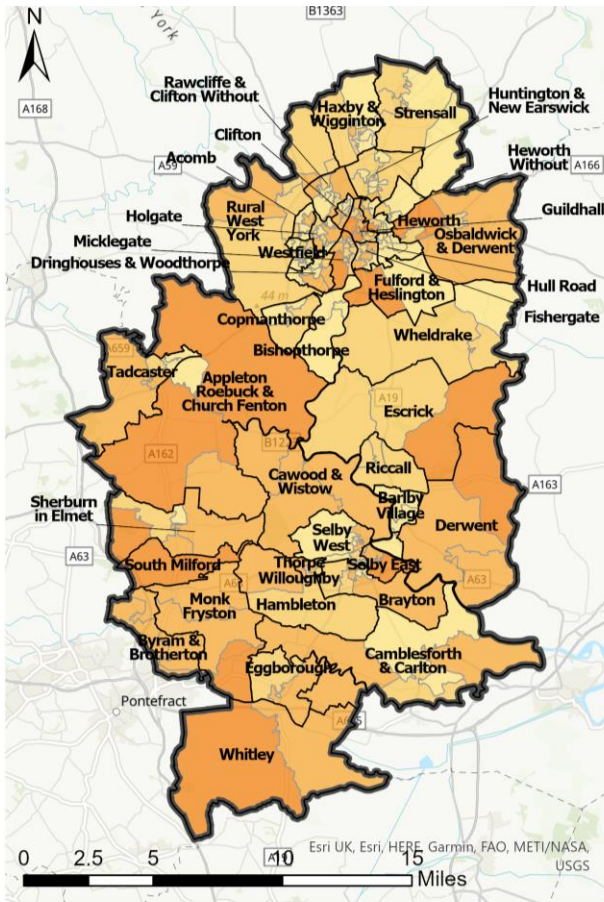 B1363
York
N
A168
Rawcliffe &
Clifton Without
Haxby &
Wigginton
Strensall
Huntington &
New Earswick
Clifton
Heworth
Without
A59
A166
Acomb
Rural
West
York
Heworth
Guildhall
Holgate
Osbaldwick
& Derwent
Micklegate
Westfield
Dringhouses & Woodthorpe
Hull Road
Fulford &
Heslington
44 m
Fishergate
Copmanthorpe
Wheldrake
Bishopthorpe
A659
Tadcaster
Appleton
Roebuck &
Church Fenton
A19
Escrick
A162
Cawood &
Wistow
Riccall
A163
Sherburn
in Elmet
Barlby
Village
Selby
West
Derwent
A63
South Milford
Thorpe
Willoughby
Selby East
A63
Monk
Fryston
Hambleton
Brayton
Byram &
Brotherton
Camblesforth
& Carlton
Eggborough
Pontefract
Whitley
Esri UK, Esri, HERE, Garmin, FAO, METI/NASA,
USGS
A19
0 2.5 5 10 15
Miles